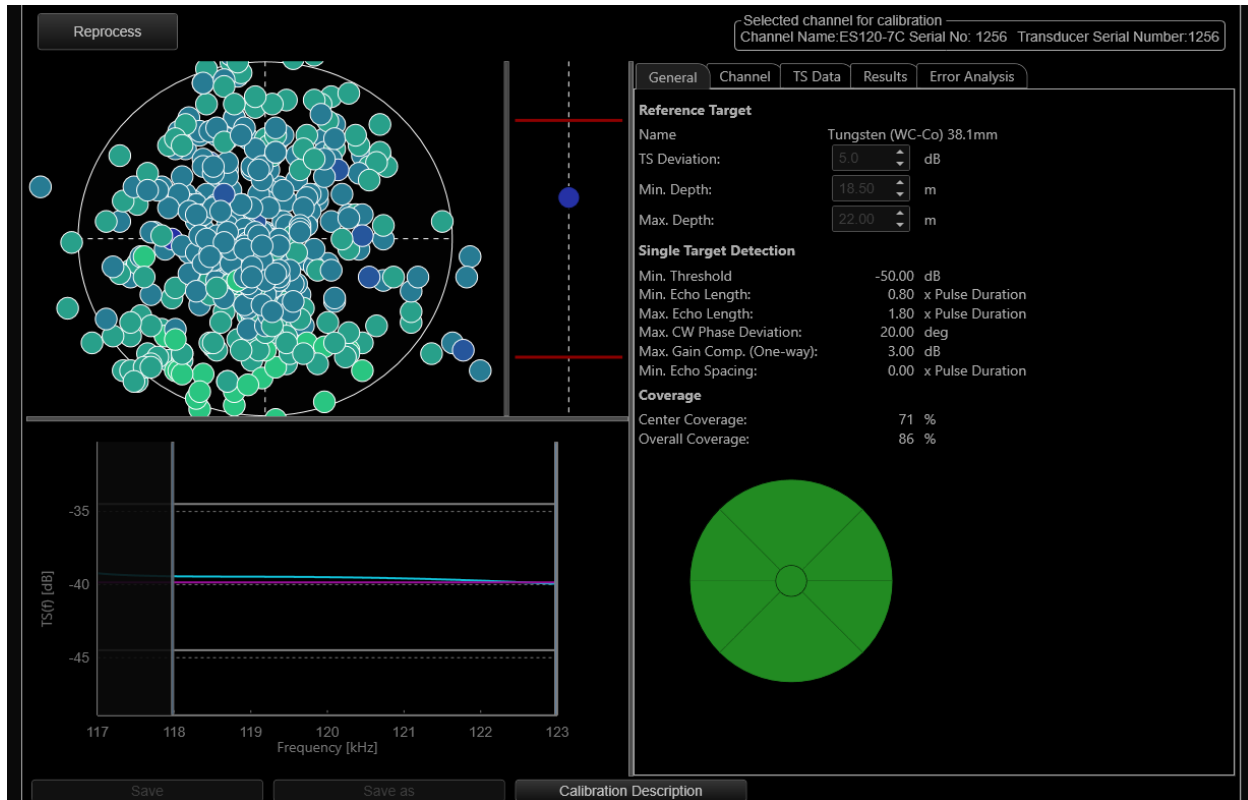 Reprocess
Selected channel for calibration
Channel Name:ES120-7C Serial No: 1256 Transducer Serial Number:1256
General Channel TS Data Results Error Analysis
Reference Target
Name Tungsten (WC-Co) 38.1mm
TS Deviation: 5.0 dB
Min. Depth: 18.50 m
Max. Depth: 22.00 m
Single Target Detection
Min. Threshold -50.00 dB
Min. Echo Length: 0.80 x Pulse Duration
Max. Echo Length: 1.80 x Pulse Duration
Max. CW Phase Deviation: 20.00 deg
Max. Gain Comp. (One-way): 3.00 dB
Min. Echo Spacing: 0.00 x Pulse Duration
Coverage
Center Coverage: 71 %
Overall Coverage: 86 %
TS(f) [dB]
-35
-40
-45
117 118 119 120 121 122 123
Frequency [kHz]
Save Save as Calibration Description